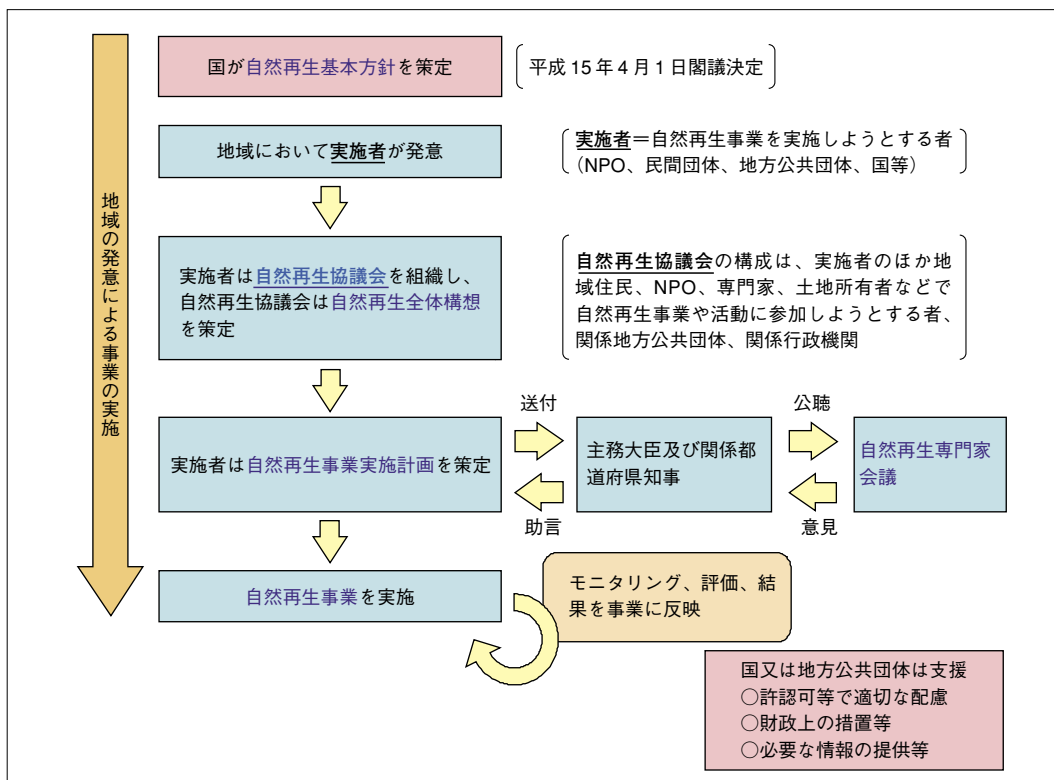 国が自然再生基本方針を策定
平成15年4月1日閣議決定
地域において実施者が発意
実施者＝自然再生事業を実施しようとする者
（NPO、民間団体、地方公共団体、国等）
地域の発意による事業の実施
実施者は自然再生協議会を組織し、
自然再生協議会は自然再生全体構想
を策定
自然再生協議会の構成は、実施者のほか地
域住民、NPO、専門家、土地所有者などで
自然再生事業や活動に参加しようとする者、
関係地方公共団体、関係行政機関
実施者は自然再生事業実施計画を策定
送付
助言
主務大臣及び関係都
道府県知事
公聴
意見
自然再生専門家
会議
自然再生事業を実施
モニタリング、評価、結
果を事業に反映
国又は地方公共団体は支援
○許認可等で適切な配慮
○財政上の措置等
○必要な情報の提供等